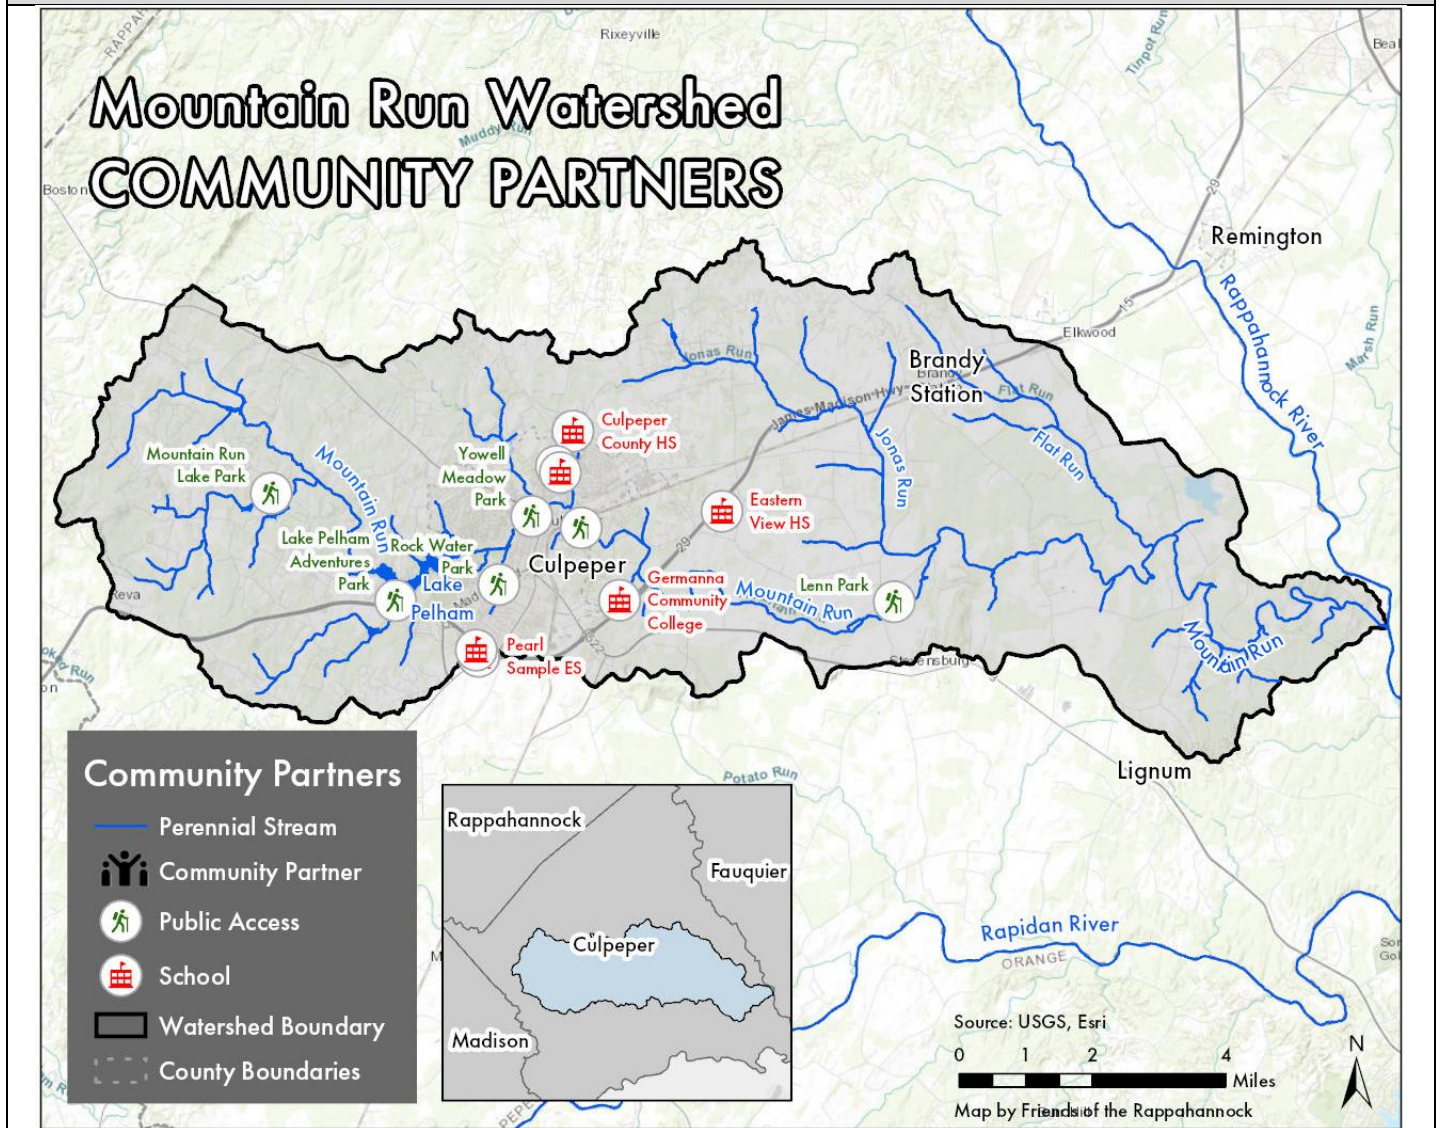 Mountain Run Watershed
COMMUNITY PARTNERS
Rixeyville
Tinpot Run
Muddy Run
Boston
29
Remington
15
Elkwood
Rappahannock River
Marsh Run
Jonas Run
Brandy
Station
James Madison Hwy
Flat Run
Flat Run
Jonas Run
Culpeper
County HS
Yowell
Meadow
Park
Mountain Run
Lake Park
Mountain Run
Eastern
View HS
Lake Pelham
Adventures
Park
Rock Water
Park
Lake
Pelham
Culpeper
29
Germanna
Community
College
Mountain Run
Lenn Park
Reva
522
Pearl
Sample ES
Stevensburg
Mountain Run
Lignum
Potato Run
Community Partners
Perennial Stream
Community Partner
Public Access
School
Watershed Boundary
County Boundaries
Rappahannock
Fauquier
Culpeper
Madison
Rapidan River
ORANGE
Source: USGS, Esri
0 1 2 4
Miles
Map by Friends of the Rappahannock
N